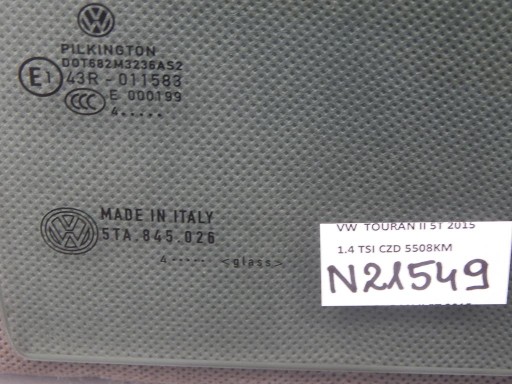 PILKINGTON
DOT682M3236AS2
E1 43R-011583
CCC E 000199
4.....
MADE IN ITALY
5TA.845.026
4..... <glass>
VW TOURAN II 5T 2015
1.4 TSI CZD 5508KM
N21549